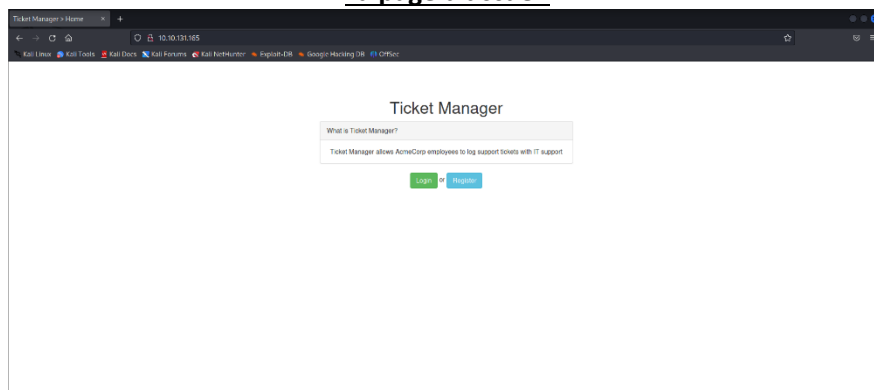 Ticket Manager > Home
10.10.131.165
Kali Linux Kali Tools Kali Docs Kali Forums Kali NetHunter Exploit-DB Google Hacking DB OffSec
Ticket Manager
What is Ticket Manager?
Ticket Manager allows AcmeCorp employees to log support tickets with IT support
Login or Register